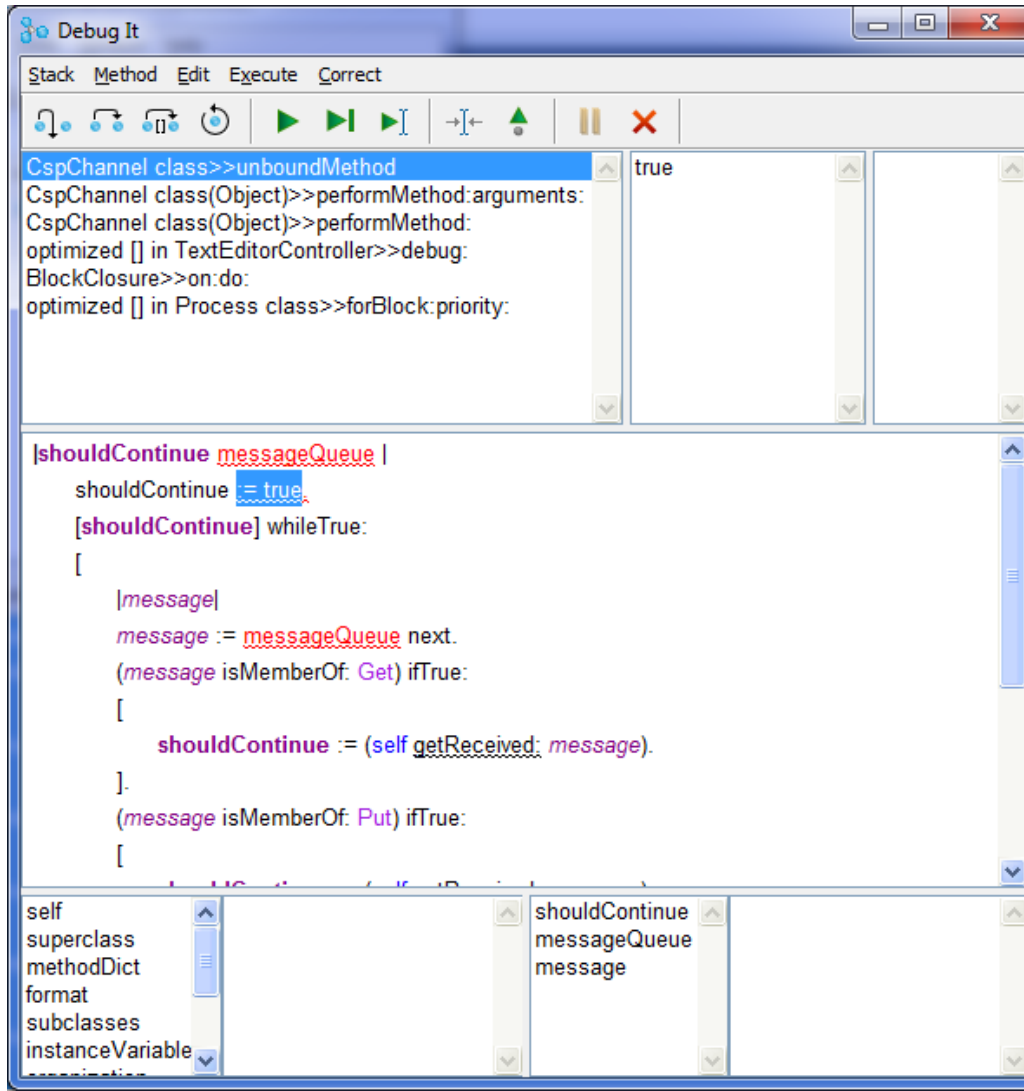 Debug It
Stack Method Edit Execute Correct
CspChannel class>>unboundMethod
CspChannel class(Object)>>performMethod:arguments:
CspChannel class(Object)>>performMethod:
optimized [] in TextEditorController>>debug:
BlockClosure>>on:do:
optimized [] in Process class>>forBlock:priority:
true
|shouldContinue messageQueue |
shouldContinue := true.
[shouldContinue] whileTrue:
[
|message|
message := messageQueue next.
(message isMemberOf: Get) ifTrue:
[
shouldContinue := (self getReceived: message).
].
(message isMemberOf: Put) ifTrue:
[
self
superclass
methodDict
format
subclasses
instanceVariable
shouldContinue
messageQueue
message